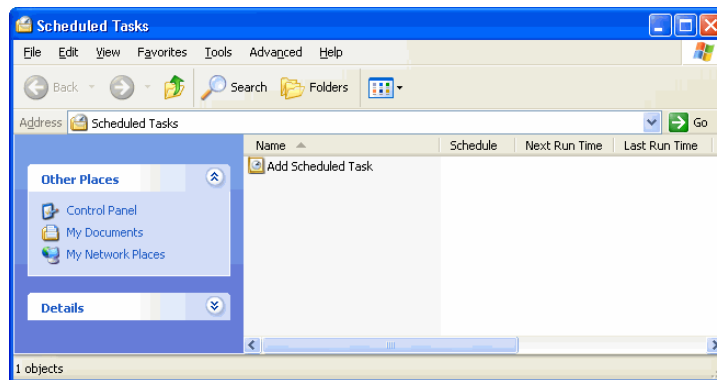 Scheduled Tasks
File Edit View Favorites Tools Advanced Help
Back Search Folders
Address Scheduled Tasks Go
Name Schedule Next Run Time Last Run Time
Add Scheduled Task
Other Places
Control Panel
My Documents
My Network Places
Details
1 objects